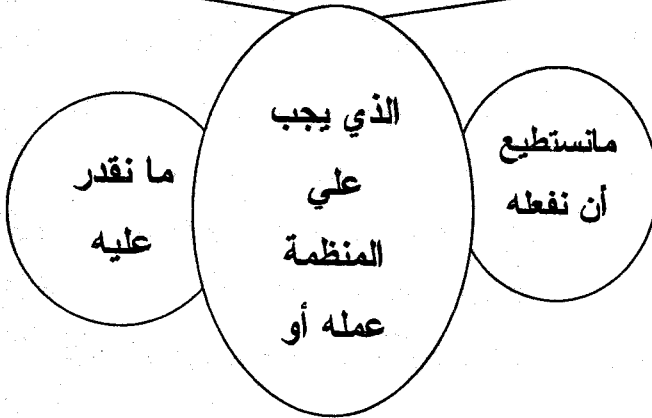 مانستطيع
أن نفعله
الذي يجب
علي
المنظمة
عمله أو
ما نقدر
عليه